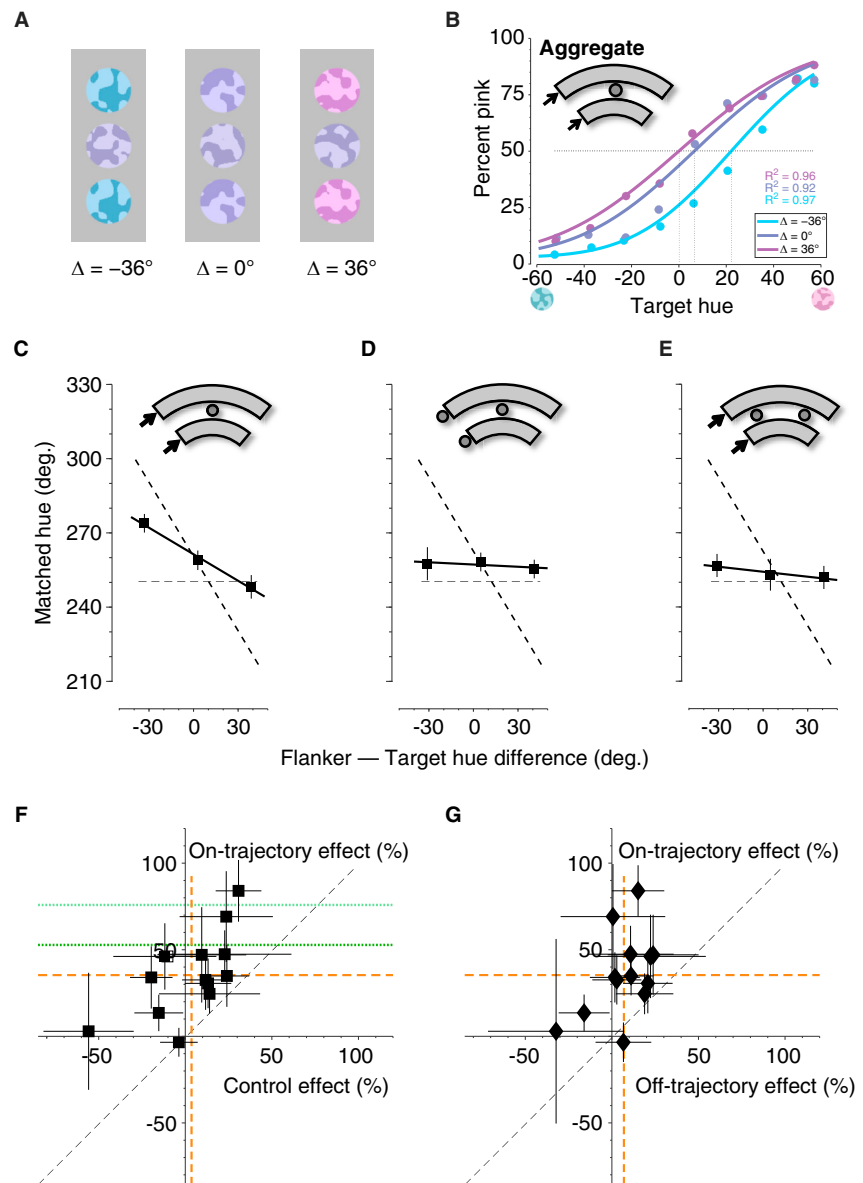 A
Δ = −36°
Δ = 0°
Δ = 36°
B
Aggregate
Percent pink
100
75
50
25
0
R² = 0.96
R² = 0.92
R² = 0.97
Δ = −36°
Δ = 0°
Δ = 36°
-60 -40 -20 0 20 40 60
Target hue
C
D
E
Matched hue (deg.)
330
300
270
240
210
-30 0 30
-30 0 30
-30 0 30
Flanker — Target hue difference (deg.)
F
On-trajectory effect (%)
100
50
-50
50
100
-50
Control effect (%)
G
On-trajectory effect (%)
100
50
-50
50
100
-50
Off-trajectory effect (%)